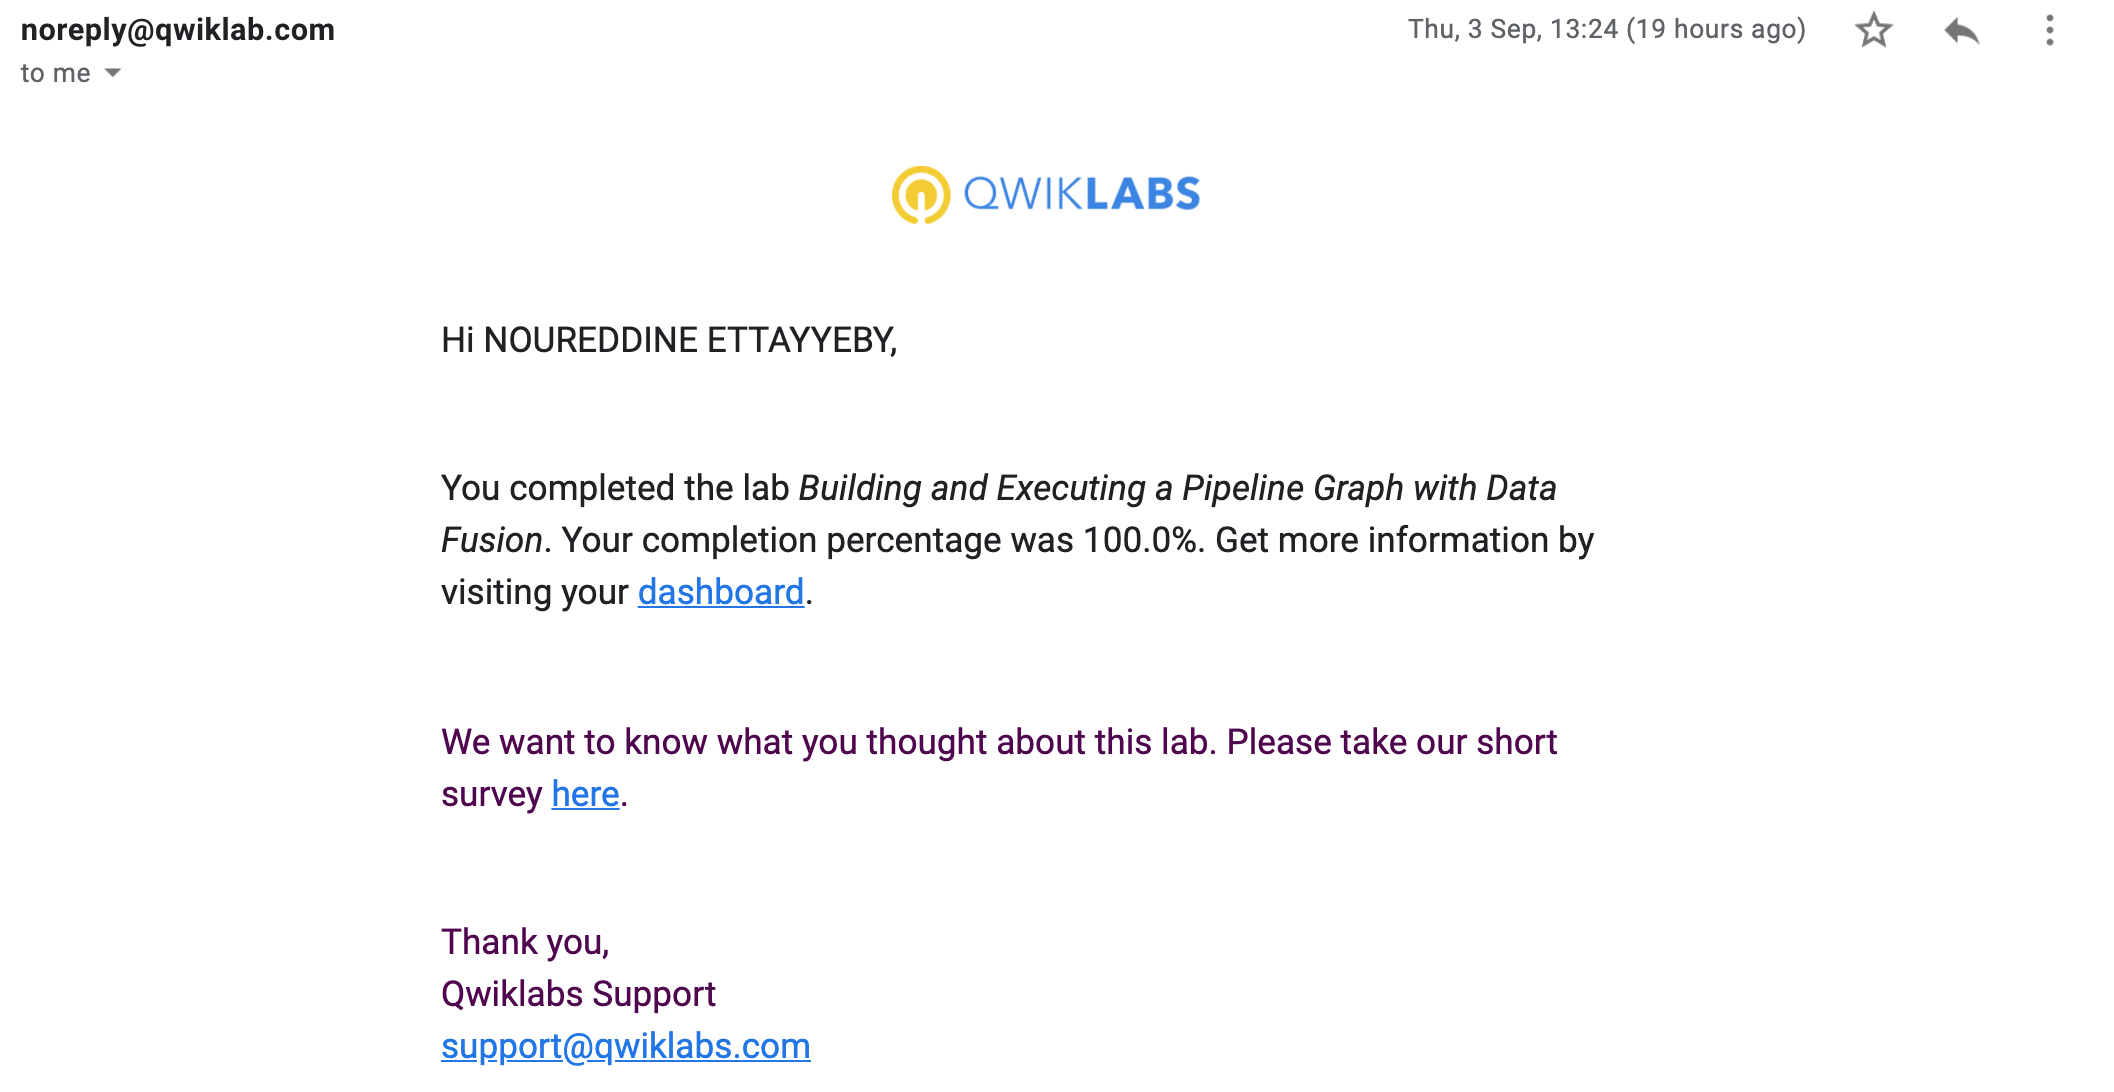 noreply@qwiklab.com
Thu, 3 Sep, 13:24 (19 hours ago)
to me
QWIKLABS
Hi NOUREDDINE ETTAYYEBY,
You completed the lab Building and Executing a Pipeline Graph with Data
Fusion. Your completion percentage was 100.0%. Get more information by
visiting your dashboard.
We want to know what you thought about this lab. Please take our short
survey here.
Thank you,
Qwiklabs Support
support@qwiklabs.com